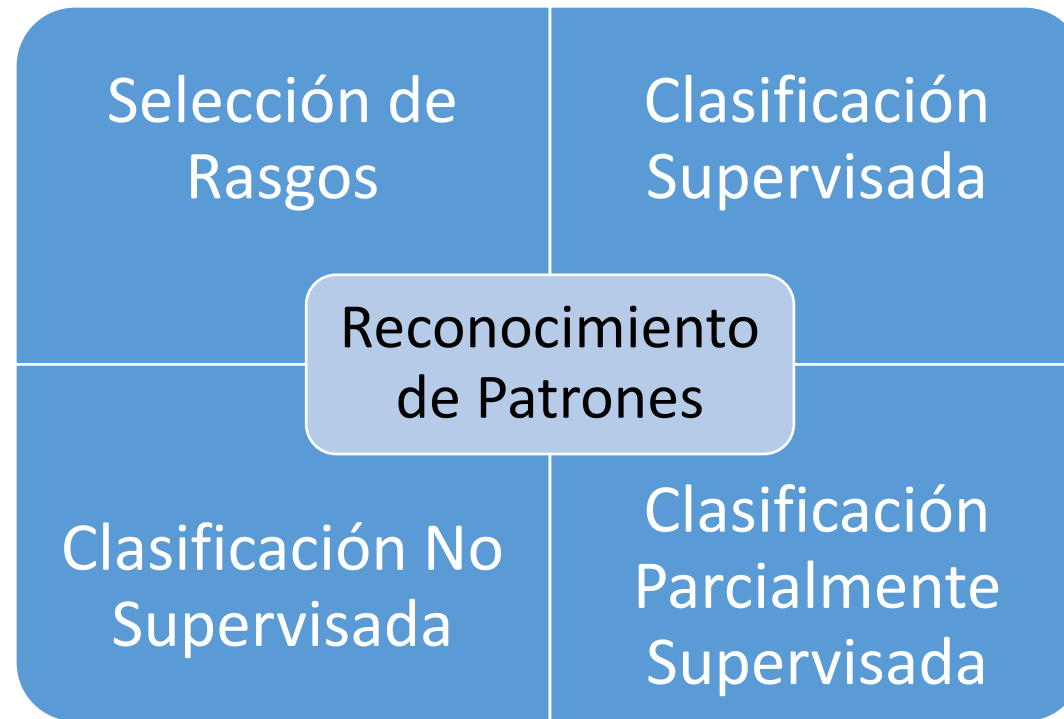 Selección de
Rasgos
Clasificación
Supervisada
Reconocimiento
de Patrones
Clasificación No
Supervisada
Clasificación
Parcialmente
Supervisada